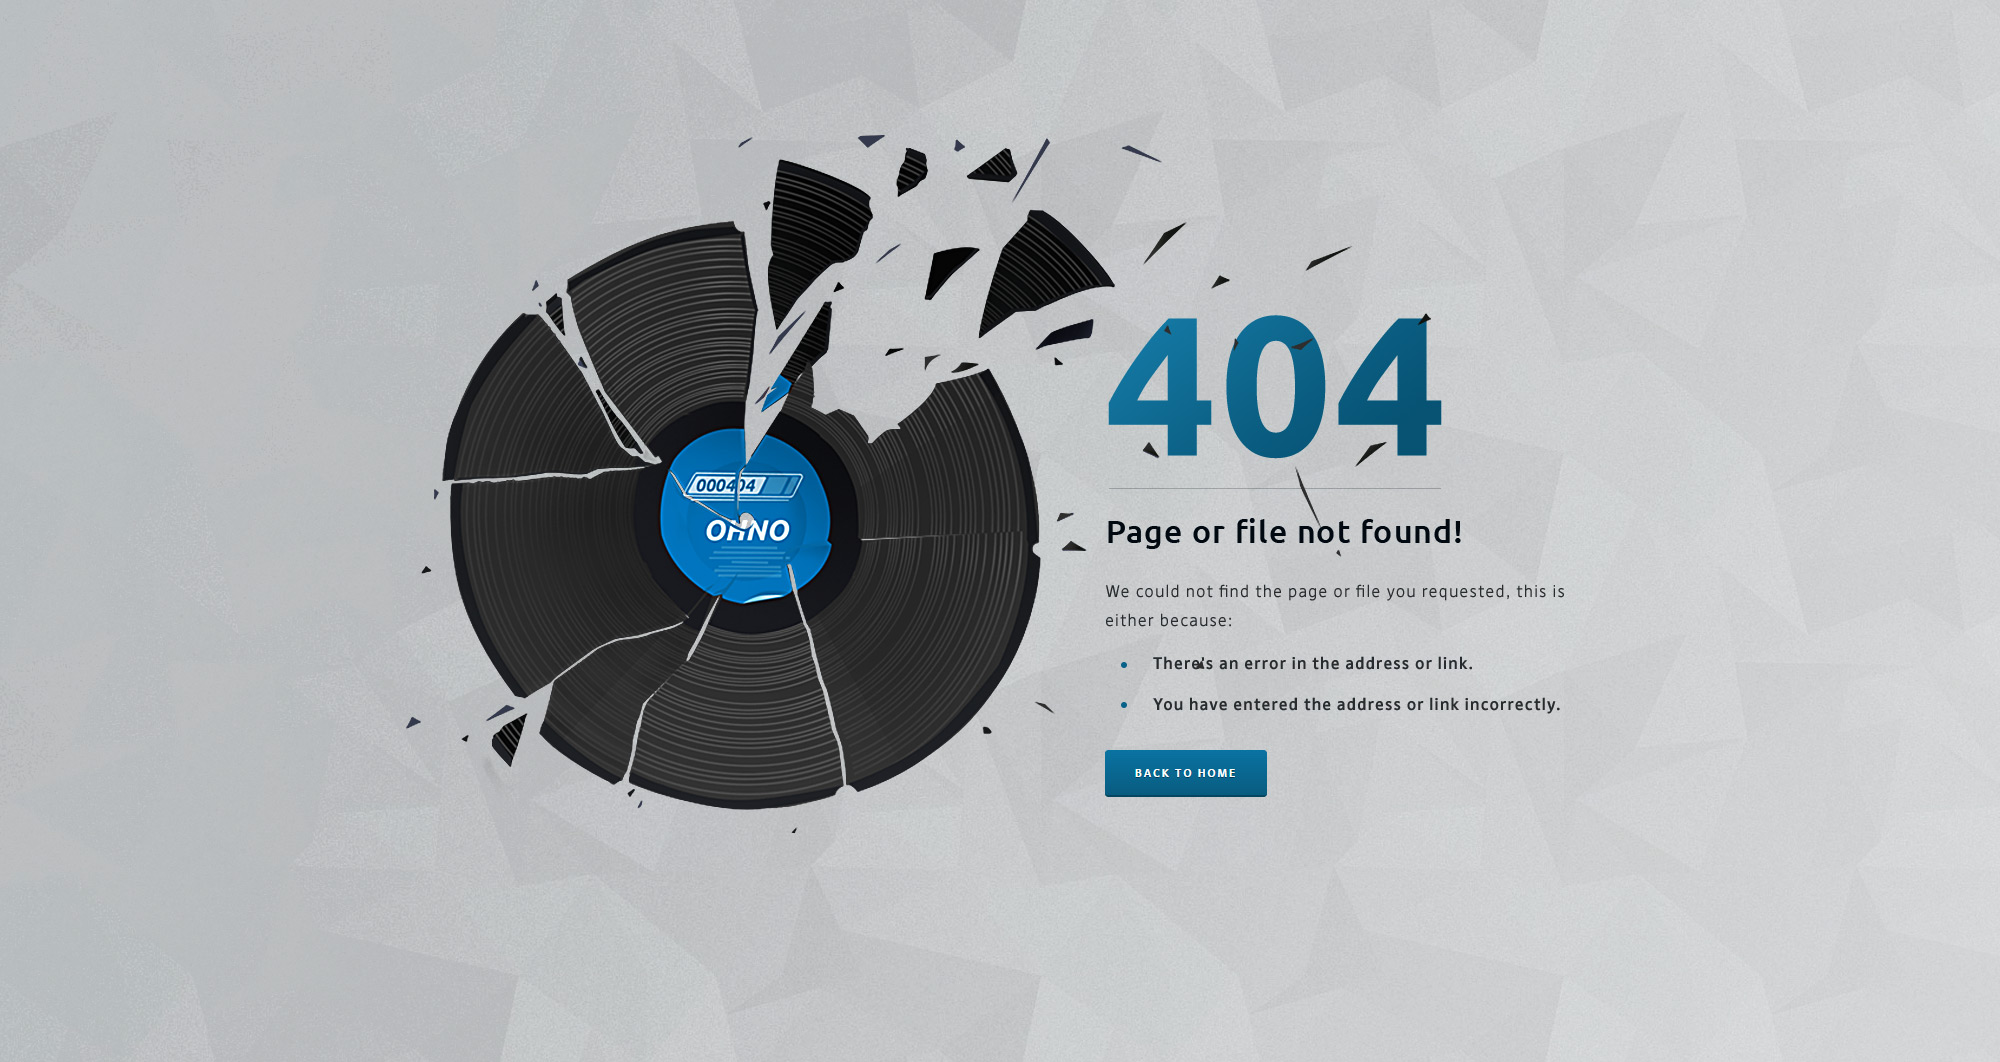 000404
OHNO
404
Page or file not found!
We could not find the page or file you requested, this is
either because:
There's an error in the address or link.
You have entered the address or link incorrectly.
BACK TO HOME